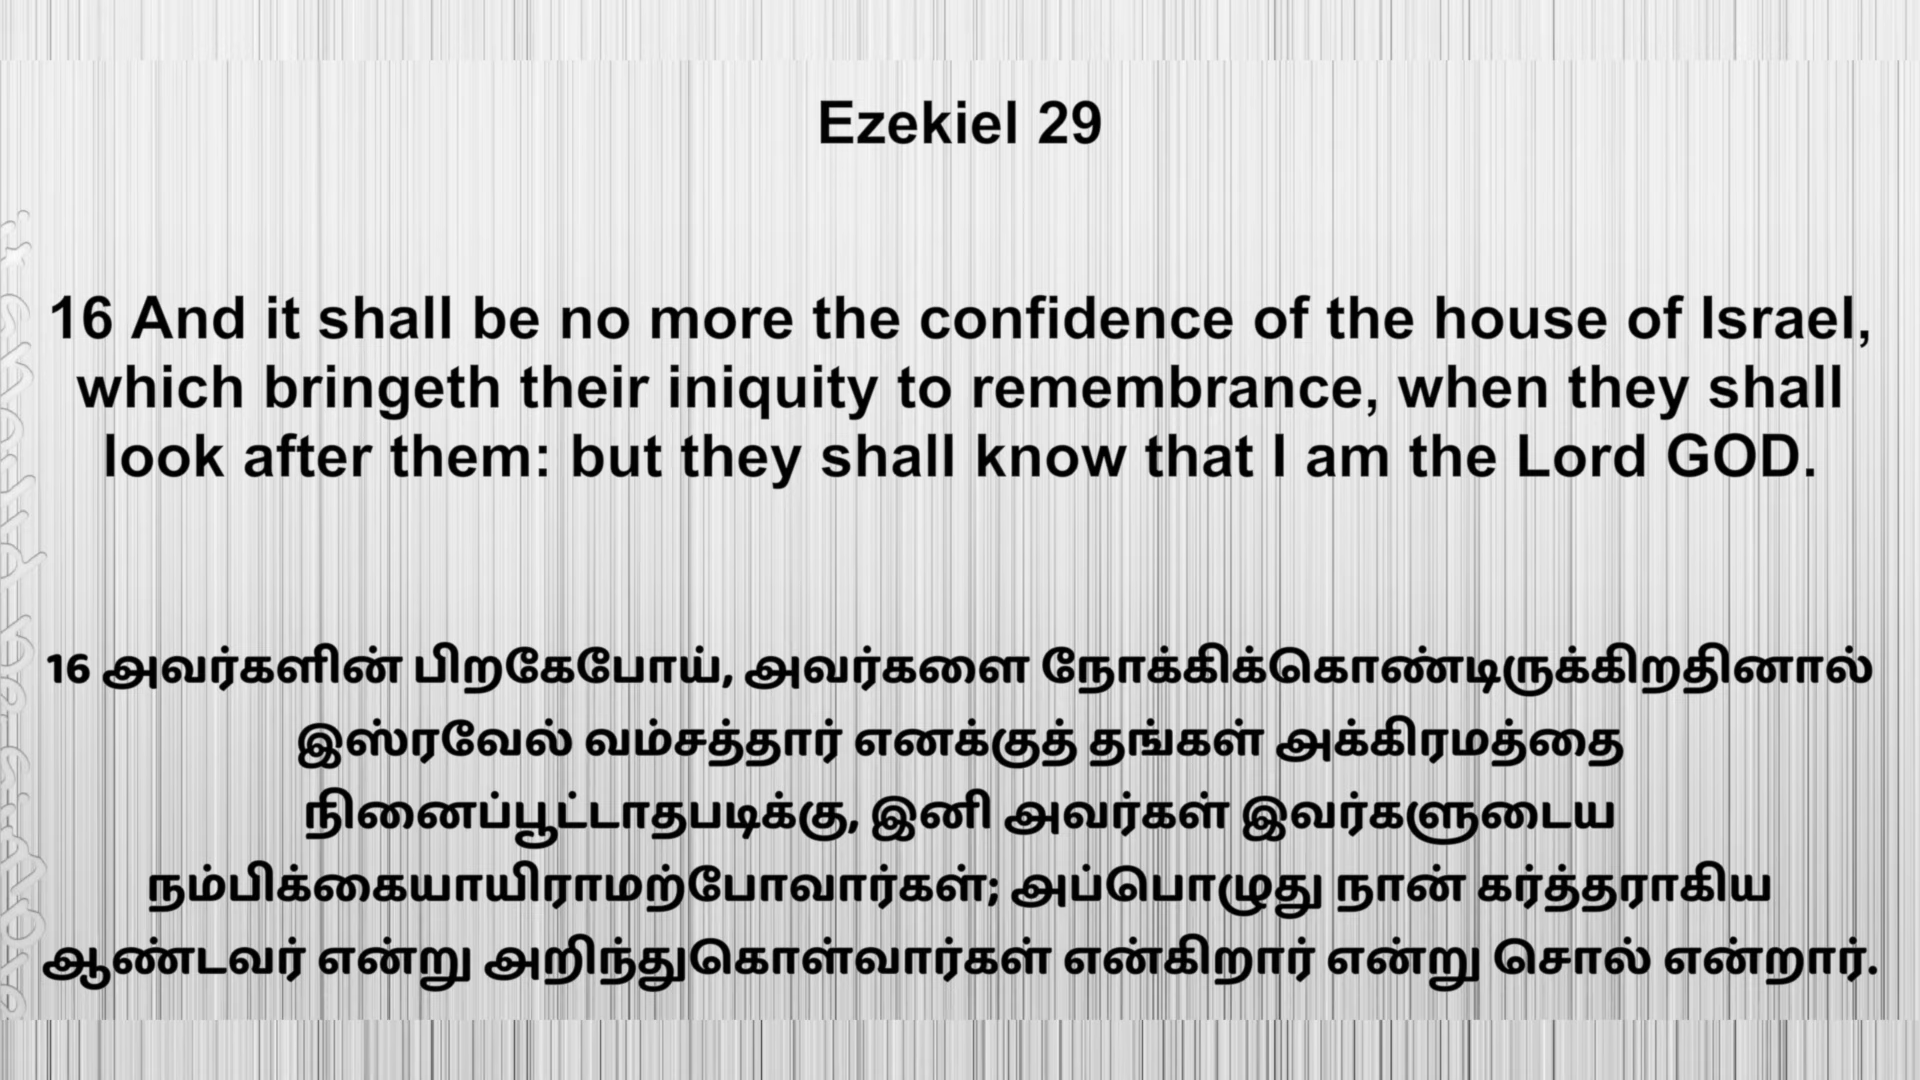 Ezekiel 29
16 And it shall be no more the confidence of the house of Israel,
which bringeth their iniquity to remembrance, when they shall
look after them: but they shall know that I am the Lord GOD.
16 அவர்களின் பிறகேபோய், அவர்களை நோக்கிக்கொண்டிருக்கிறதினால்
இஸ்ரவேல் வம்சத்தார் எனக்குத் தங்கள் அக்கிரமத்தை
நினைப்பூட்டாதபடிக்கு, இனி அவர்கள் இவர்களுடைய
நம்பிக்கையாயிராமற்போவார்கள்; அப்பொழுது நான் கர்த்தராகிய
ஆண்டவர் என்று அறிந்துகொள்வார்கள் என்கிறார் என்று சொல் என்றார்.